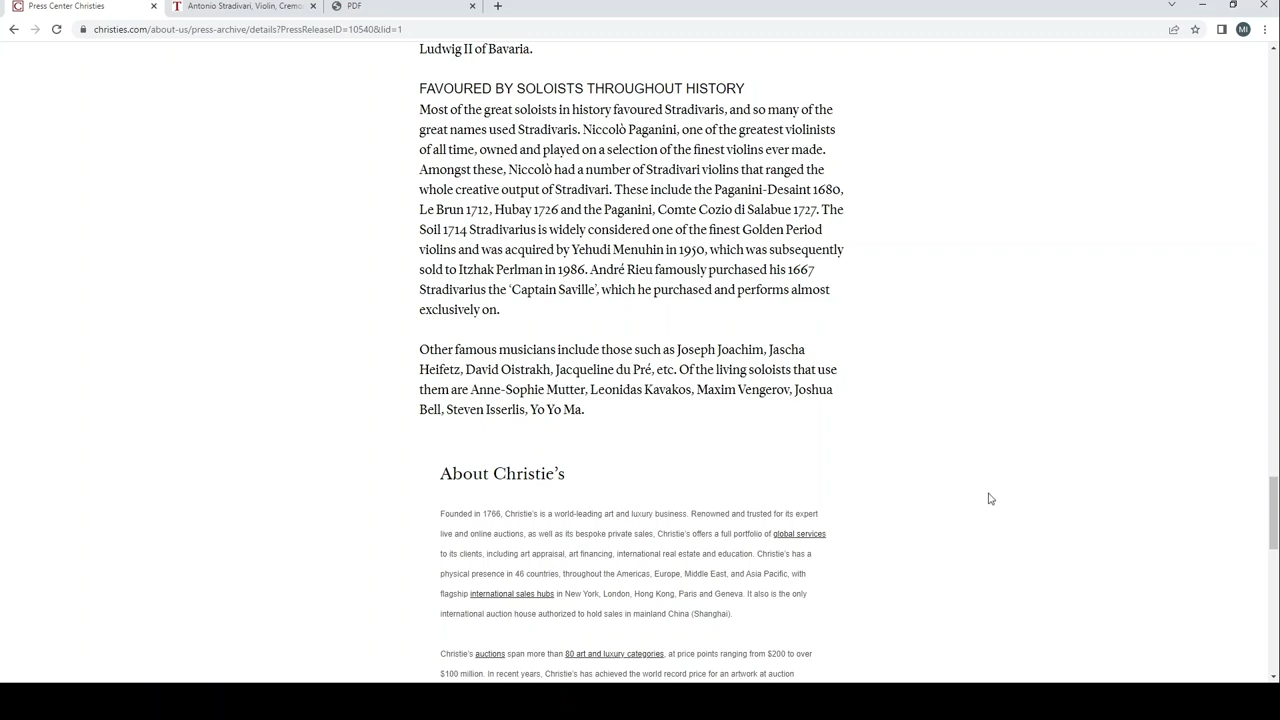 Press Center Christies
Antonio Stradivari, Violin, Cremo
PDF
christies.com/about-us/press-archive/details?PressReleaseID=10540&lid=1
MI
Ludwig II of Bavaria.
FAVOURED BY SOLOISTS THROUGHOUT HISTORY
Most of the great soloists in history favoured Stradivaris, and so many of the
great names used Stradivaris. Niccolò Paganini, one of the greatest violinists
of all time, owned and played on a selection of the finest violins ever made.
Amongst these, Niccolò had a number of Stradivari violins that ranged the
whole creative output of Stradivari. These include the Paganini-Desaint 1680,
Le Brun 1712, Hubay 1726 and the Paganini, Comte Cozio di Salabue 1727. The
Soil 1714 Stradivarius is widely considered one of the finest Golden Period
violins and was acquired by Yehudi Menuhin in 1950, which was subsequently
sold to Itzhak Perlman in 1986. André Rieu famously purchased his 1667
Stradivarius the ‘Captain Saville’, which he purchased and performs almost
exclusively on.
Other famous musicians include those such as Joseph Joachim, Jascha
Heifetz, David Oistrakh, Jacqueline du Pré, etc. Of the living soloists that use
them are Anne-Sophie Mutter, Leonidas Kavakos, Maxim Vengerov, Joshua
Bell, Steven Isserlis, Yo Yo Ma.
About Christie’s
Founded in 1766, Christie’s is a world-leading art and luxury business. Renowned and trusted for its expert
live and online auctions, as well as its bespoke private sales, Christie’s offers a full portfolio of global services
to its clients, including art appraisal, art financing, international real estate and education. Christie’s has a
physical presence in 46 countries, throughout the Americas, Europe, Middle East, and Asia Pacific, with
flagship international sales hubs in New York, London, Hong Kong, Paris and Geneva. It also is the only
international auction house authorized to hold sales in mainland China (Shanghai).
Christie’s auctions span more than 80 art and luxury categories, at price points ranging from $200 to over
$100 million. In recent years, Christie’s has achieved the world record price for an artwork at auction